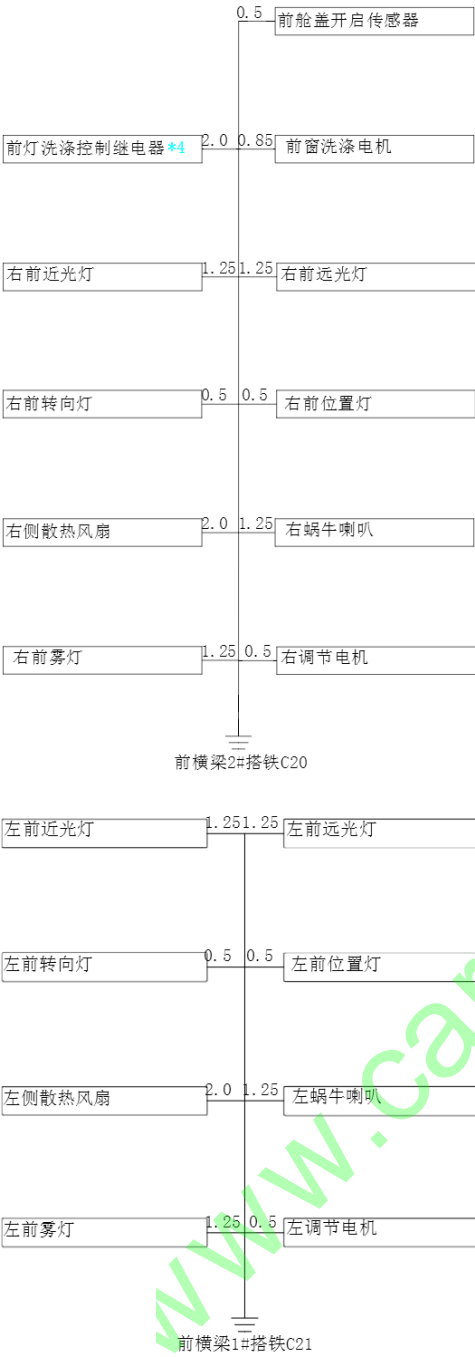 0.5 前舱盖开启传感器
前灯洗涤控制继电器*4 2.0 0.85 前窗洗涤电机
右前近光灯 1.25 1.25 右前远光灯
右前转向灯 0.5 0.5 右前位置灯
右侧散热风扇 2.0 1.25 右蜗牛喇叭
右前雾灯 1.25 0.5 右调节电机
前横梁2#搭铁C20
左前近光灯 1.25 1.25 左前远光灯
左前转向灯 0.5 0.5 左前位置灯
左侧散热风扇 2.0 1.25 左蜗牛喇叭
左前雾灯 1.25 0.5 左调节电机
前横梁1#搭铁C21
www.car